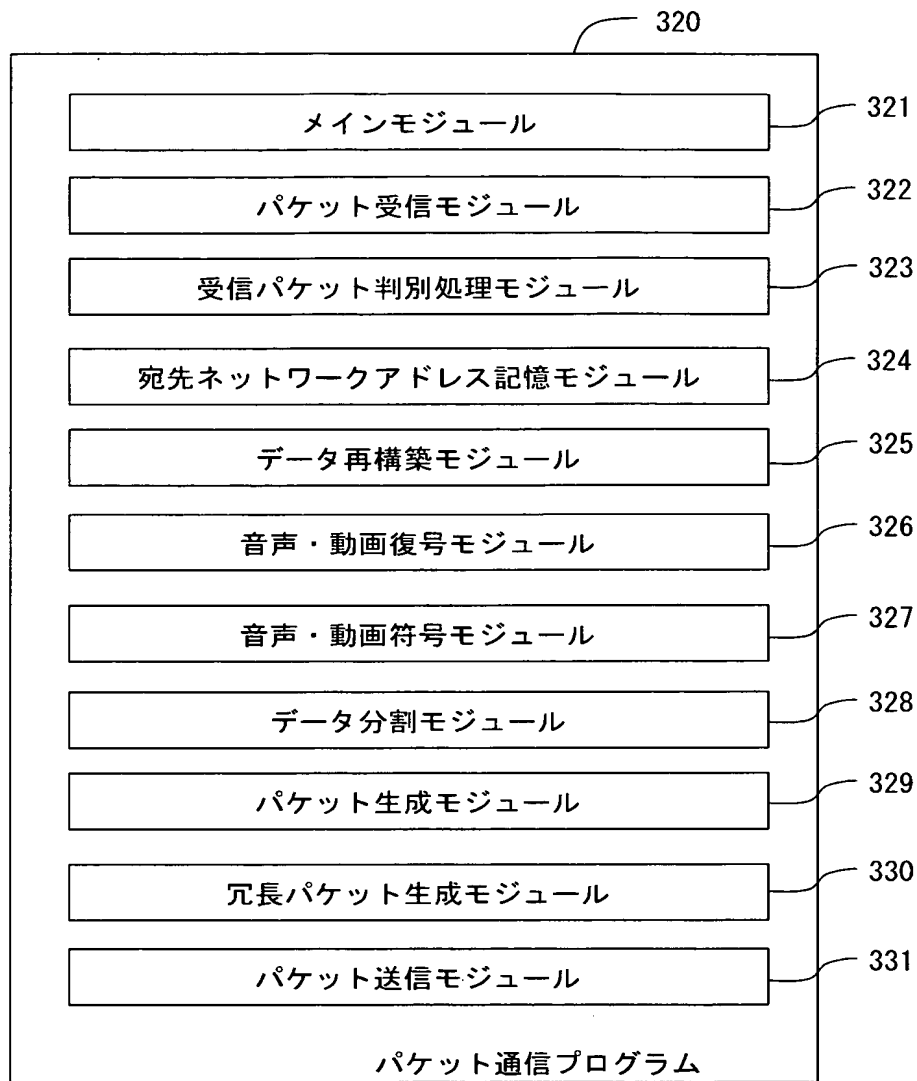 320
メインモジュール 321
パケット受信モジュール 322
受信パケット判別処理モジュール 323
宛先ネットワークアドレス記憶モジュール 324
データ再構築モジュール 325
音声・動画復号モジュール 326
音声・動画符号モジュール 327
データ分割モジュール 328
パケット生成モジュール 329
冗長パケット生成モジュール 330
パケット送信モジュール 331
パケット通信プログラム